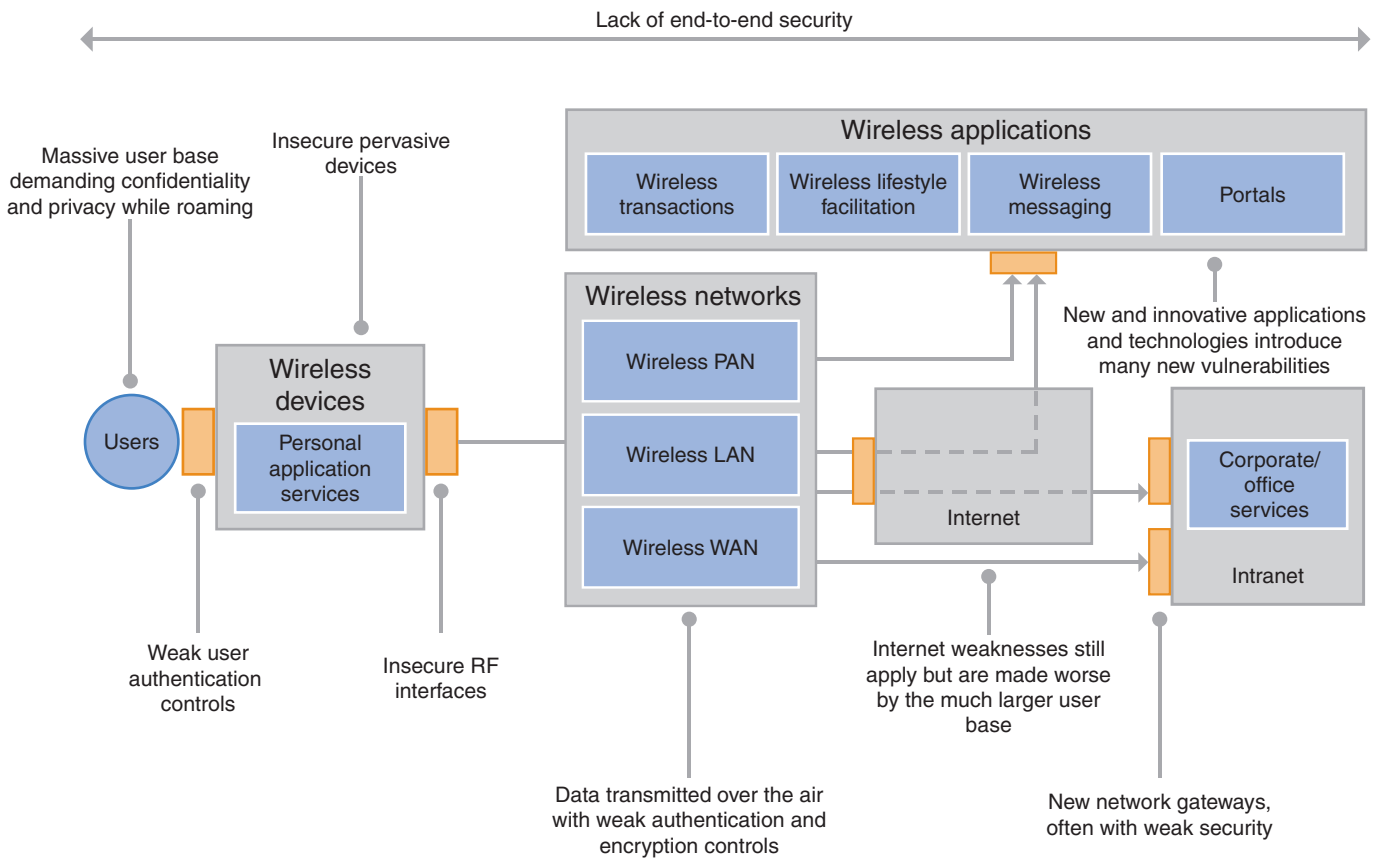 Lack of end-to-end security
Massive user base
demanding confidentiality
and privacy while roaming
Insecure pervasive
devices
Wireless applications
Wireless
transactions
Wireless lifestyle
facilitation
Wireless
messaging
Portals
New and innovative applications
and technologies introduce
many new vulnerabilities
Users
Wireless
devices
Personal
application
services
Wireless networks
Wireless PAN
Wireless LAN
Wireless WAN
Internet
Corporate/
office
services
Intranet
Weak user
authentication
controls
Insecure RF
interfaces
Data transmitted over the air
with weak authentication and
encryption controls
Internet weaknesses still
apply but are made worse
by the much larger user
base
New network gateways,
often with weak security